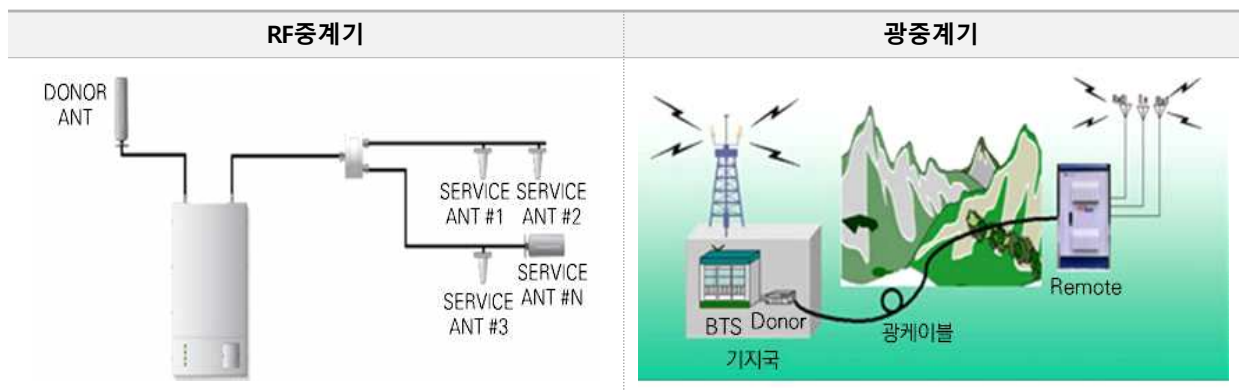 RF중계기
광중계기
DONOR
ANT
SERVICE
ANT #1
SERVICE
ANT #2
SERVICE
ANT #3
SERVICE
ANT #N
BTS
Donor
기지국
광케이블
Remote